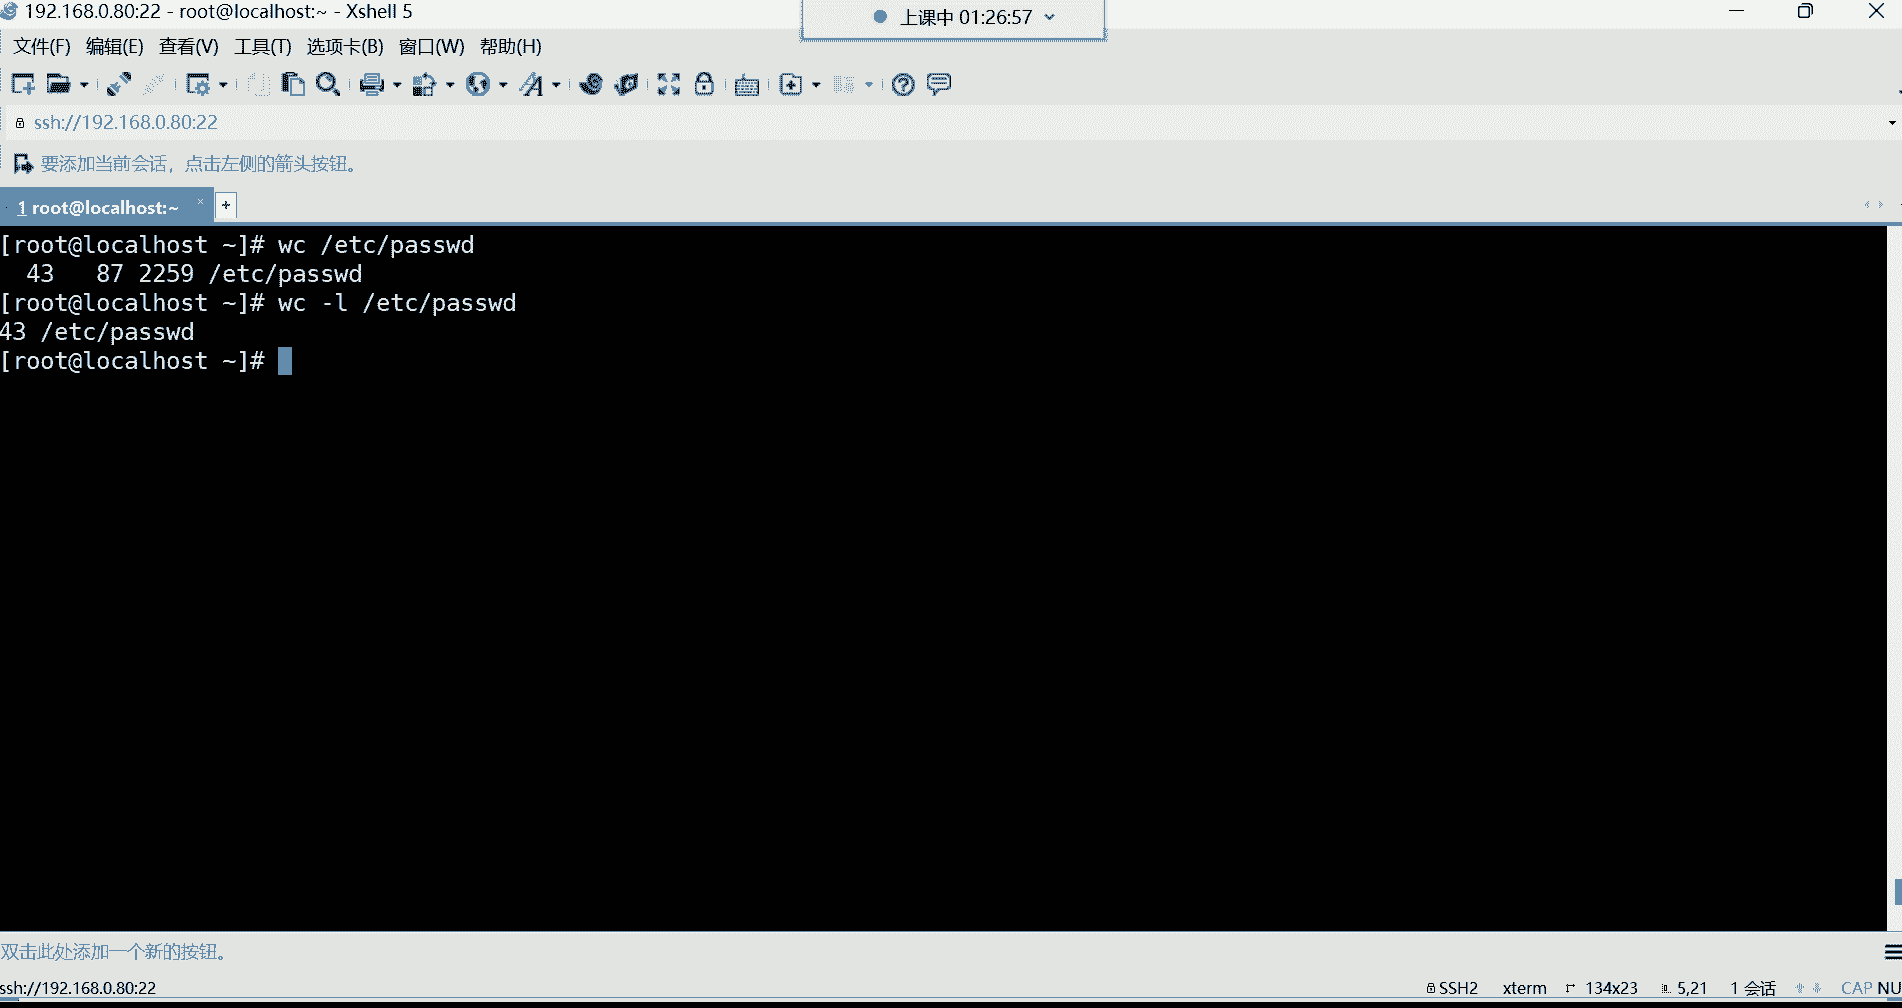 192.168.0.80:22 - root@localhost:~ - Xshell 5
上课中 01:26:57
文件(F) 编辑(E) 查看(V) 工具(T) 选项卡(B) 窗口(W) 帮助(H)
ssh://192.168.0.80:22
要添加当前会话，点击左侧的箭头按钮。
1 root@localhost:~ × +
[root@localhost ~]# wc /etc/passwd
  43   87 2259 /etc/passwd
[root@localhost ~]# wc -l /etc/passwd
43 /etc/passwd
[root@localhost ~]#
双击此处添加一个新的按钮。
ssh://192.168.0.80:22 SSH2 xterm 134x23 5,21 1 会话 CAP NU